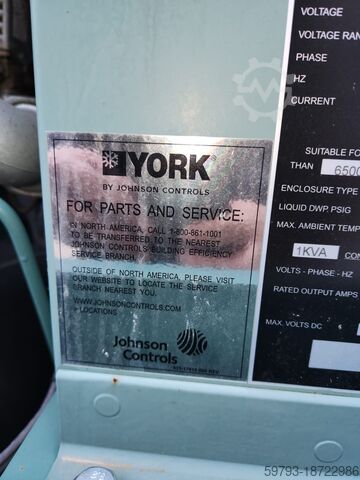 YORK
BY JOHNSON CONTROLS
FOR PARTS AND SERVICE:
IN NORTH AMERICA, CALL 1-800-861-1001
TO BE TRANSFERRED TO THE NEAREST
JOHNSON CONTROLS BUILDING EFFICIENCY
SERVICE BRANCH.
OUTSIDE OF NORTH AMERICA, PLEASE VISIT
OUR WEBSITE TO LOCATE THE SERVICE
BRANCH NEAREST YOU.
WWW.JOHNSONCONTROLS.COM
> LOCATIONS
Johnson
Controls
VOLTAGE
VOLTAGE RAN
PHASE
HZ
CURRENT
SUITABLE FO
THAN 6500
ENCLOSURE TYPE
LIQUID DWP. PSIG
MAX. AMBIENT TEMP
1KVA CON
VOLTS - PHASE - HZ
RATED OUTPUT AMPS
MAX. VOLTS DC
59793-18722986